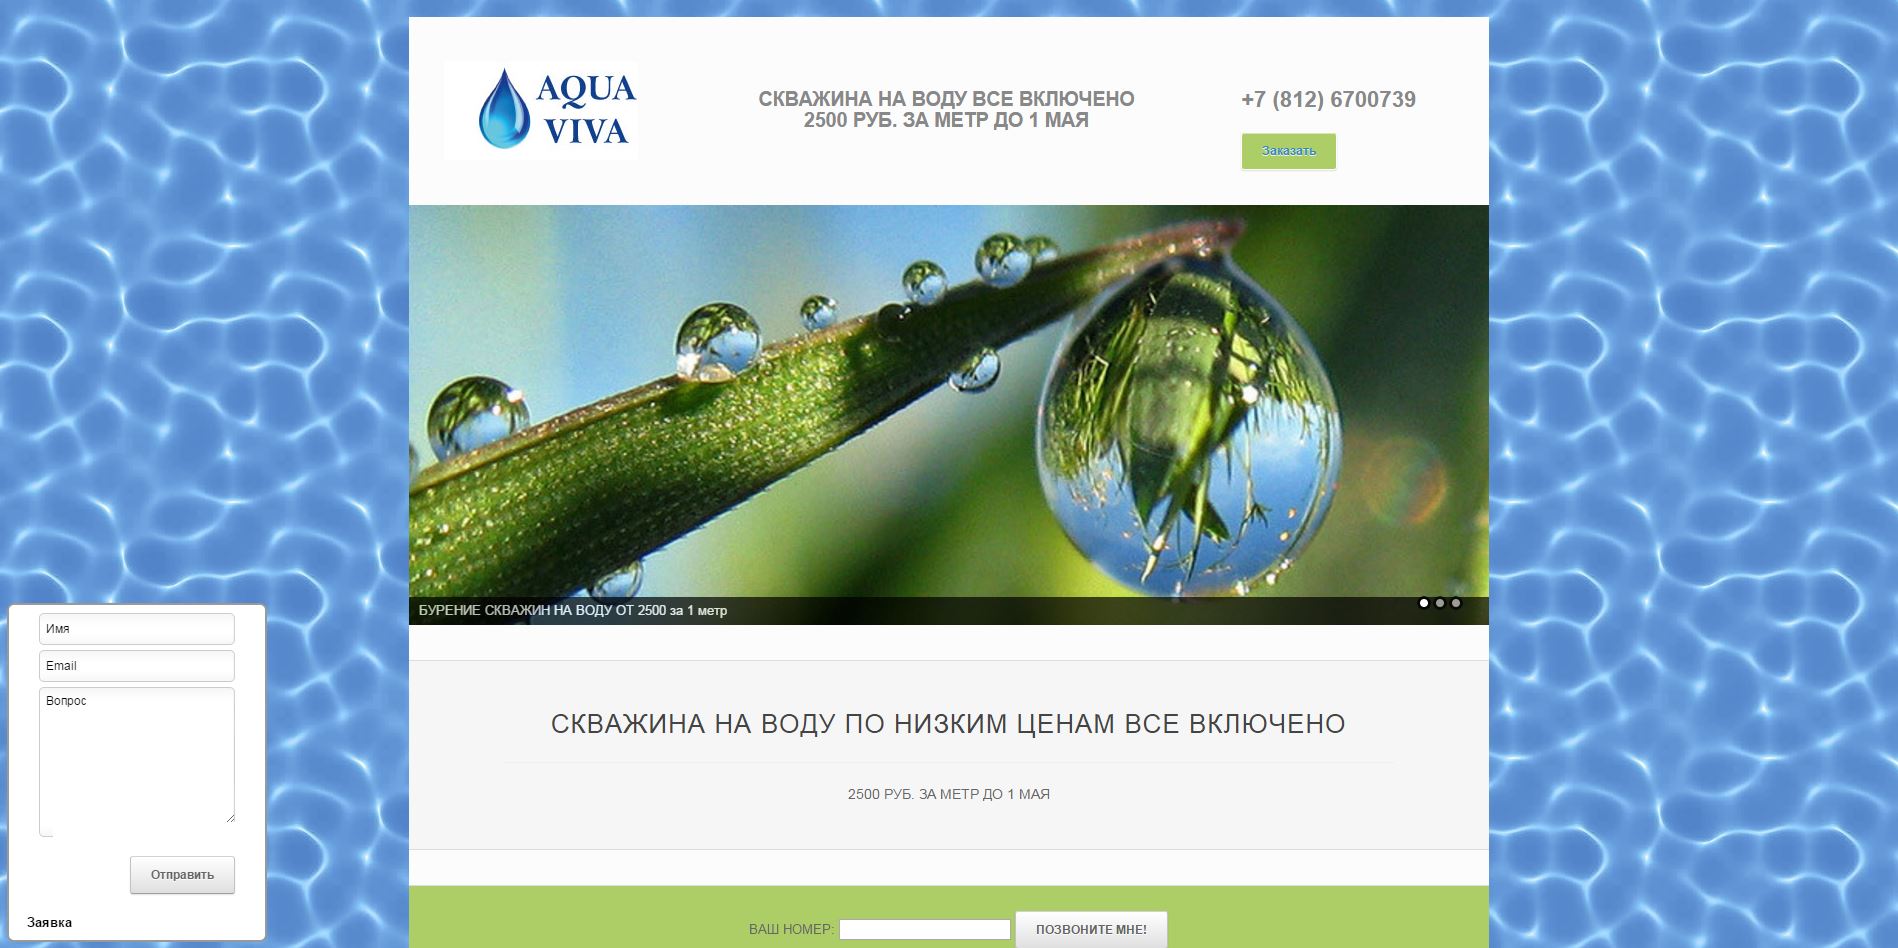 AQUA
VIVA
СКВАЖИНА НА ВОДУ ВСЕ ВКЛЮЧЕНО
2500 РУБ. ЗА МЕТР ДО 1 МАЯ
+7 (812) 6700739
Заказать
БУРЕНИЕ СКВАЖИН НА ВОДУ ОТ 2500 за 1 метр
СКВАЖИНА НА ВОДУ ПО НИЗКИМ ЦЕНАМ ВСЕ ВКЛЮЧЕНО
2500 РУБ. ЗА МЕТР ДО 1 МАЯ
ВАШ НОМЕР:
ПОЗВОНИТЕ МНЕ!
Имя
Email
Вопрос
Отправить
Заявка